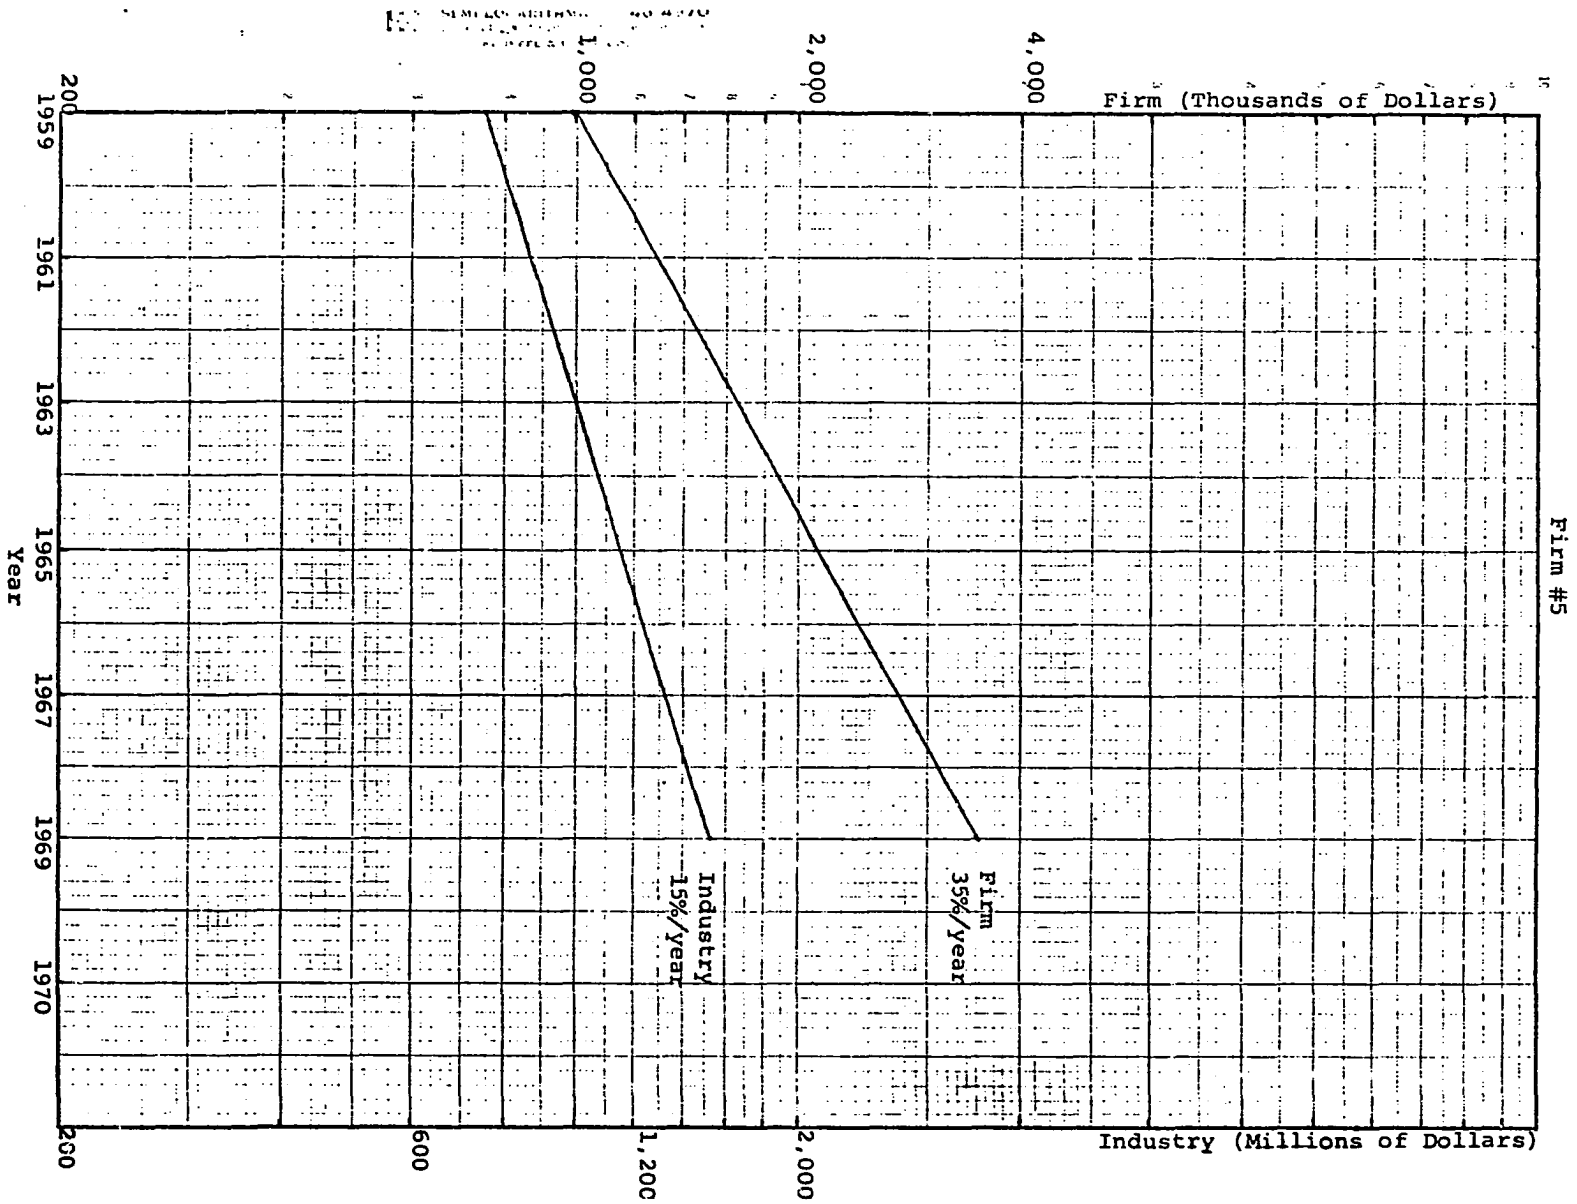 Firm #5
Firm (Thousands of Dollars)
4,000
2,000
1,000
200
Industry (Millions of Dollars)
2,000
1,200
600
200
Firm
35%/year
Industry
15%/year
1959
1961
1963
1965
1967
1969
1970
Year